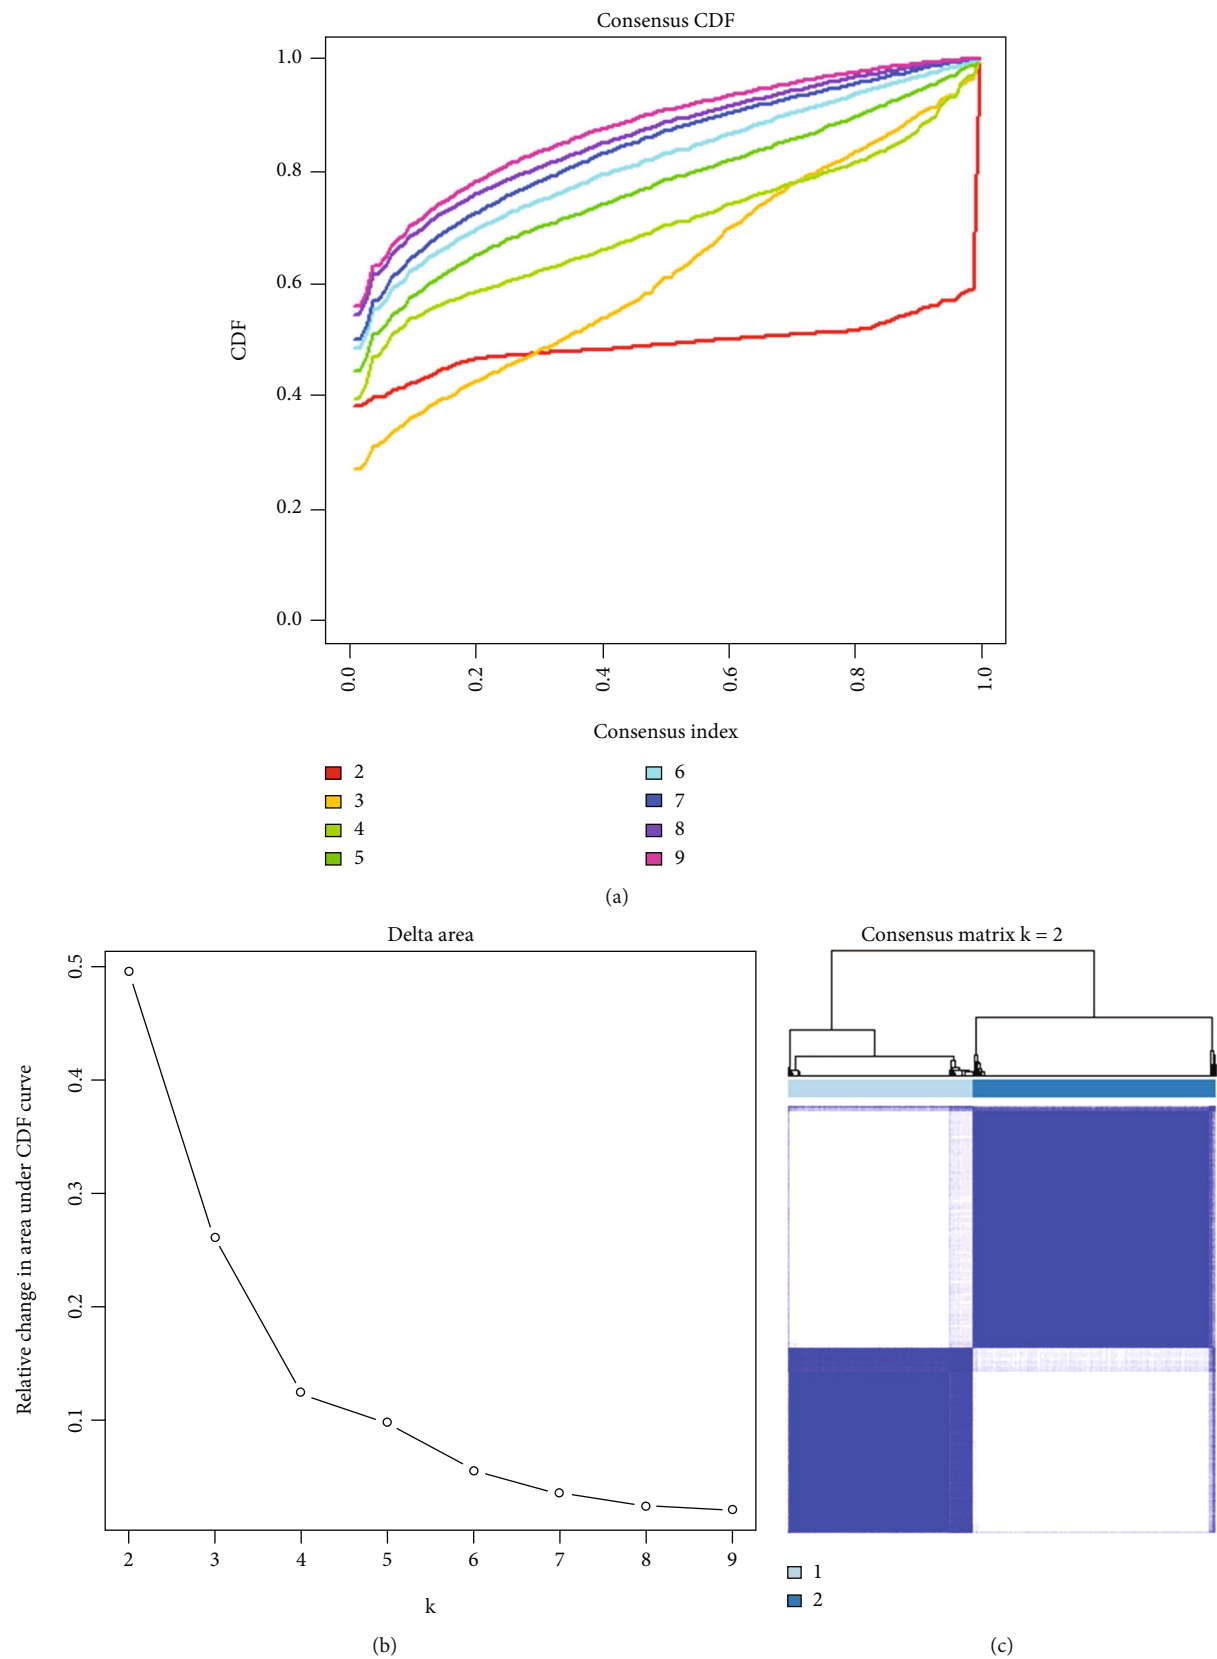 Consensus CDF
1.0
0.8
0.6
0.4
0.2
0.0
CDF
0.0 0.2 0.4 0.6 0.8 1.0
Consensus index
2 6
3 7
4 8
5 9
(a)
Delta area
0.5
0.4
0.3
0.2
0.1
Relative change in area under CDF curve
2 3 4 5 6 7 8 9
k
(b)
Consensus matrix k = 2
1
2
(c)